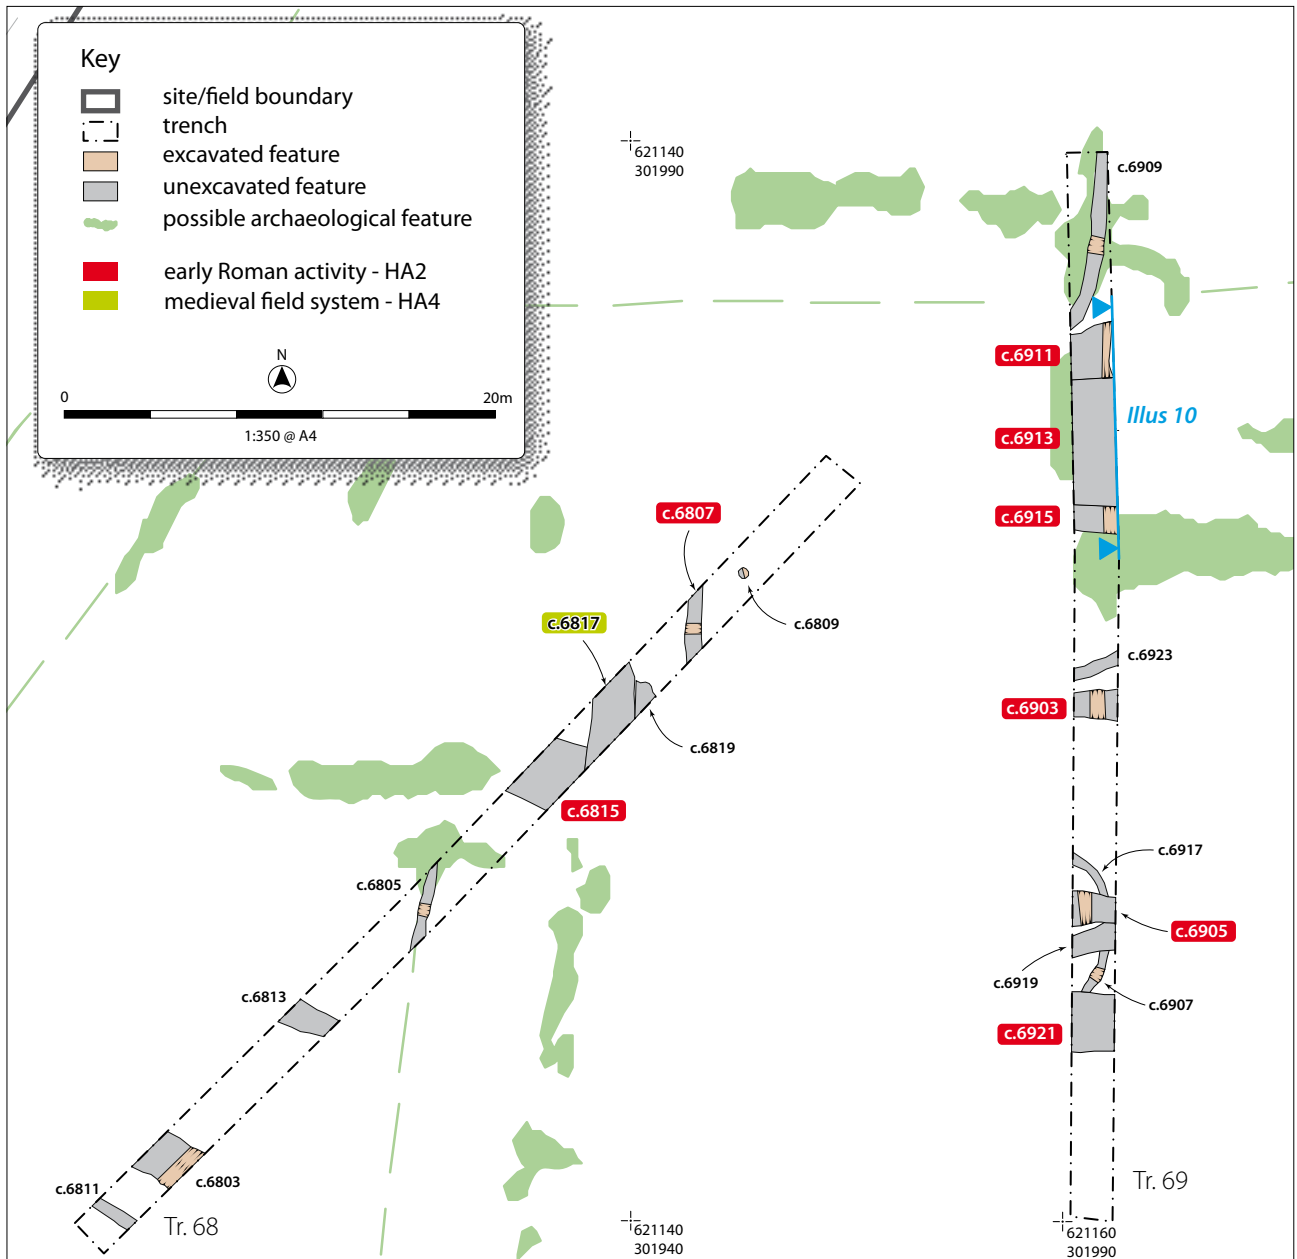 Key
site/field boundary
trench
excavated feature
unexcavated feature
possible archaeological feature
early Roman activity - HA2
medieval field system - HA4
N
0 20m
1:350 @ A4
621140
301990
c.6909
c.6911
Illus 10
c.6913
c.6915
c.6807
c.6809
c.6817
c.6923
c.6903
c.6819
c.6815
c.6917
c.6805
c.6905
c.6919
c.6907
c.6813
c.6921
c.6803
c.6811
Tr. 68
Tr. 69
621140
301940
621160
301990